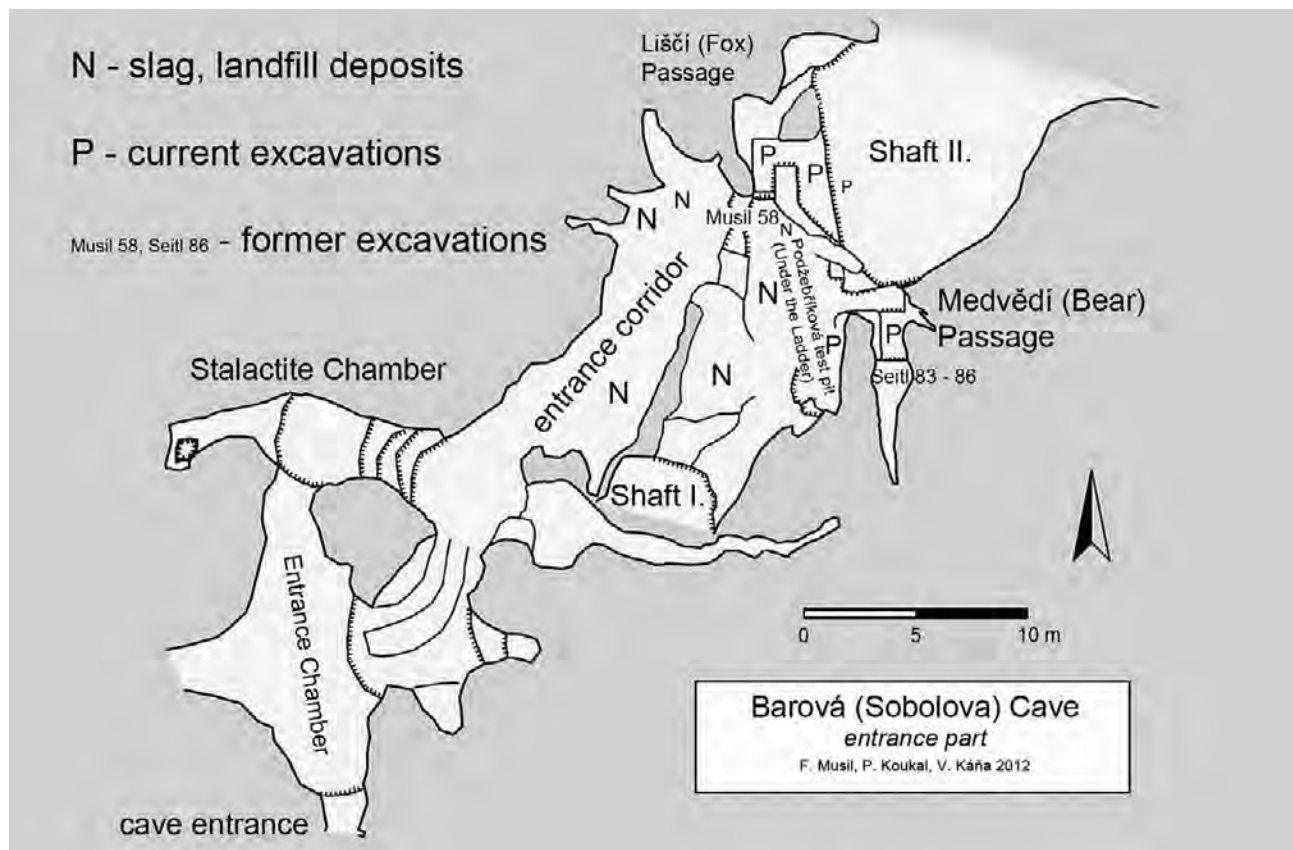 N - slag, landfill deposits
P - current excavations
Musil 58, Seitl 86 - former excavations
Liščí (Fox)
Passage
Shaft II.
P
P
P
N
N
Musil 58
N
Podžebříková test pit
(Under the Ladder)
N
entrance corridor
Medvědí (Bear)
Passage
P
P
Seitl 83 - 86
Stalactite Chamber
N
N
Shaft I.
Entrance Chamber
cave entrance
0
5
10 m
Barová (Sobolova) Cave
entrance part
F. Musil, P. Koukal, V. Káňa 2012